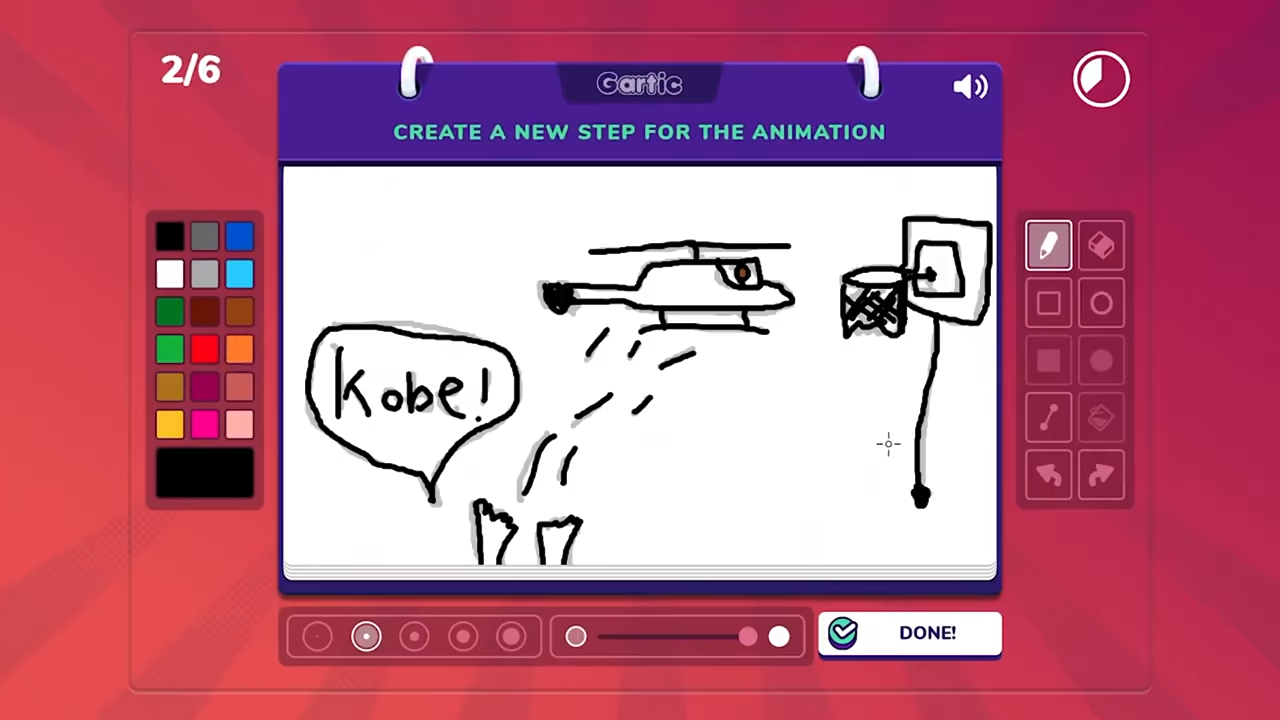 2/6
Gartic
CREATE A NEW STEP FOR THE ANIMATION
Kobe!
DONE!